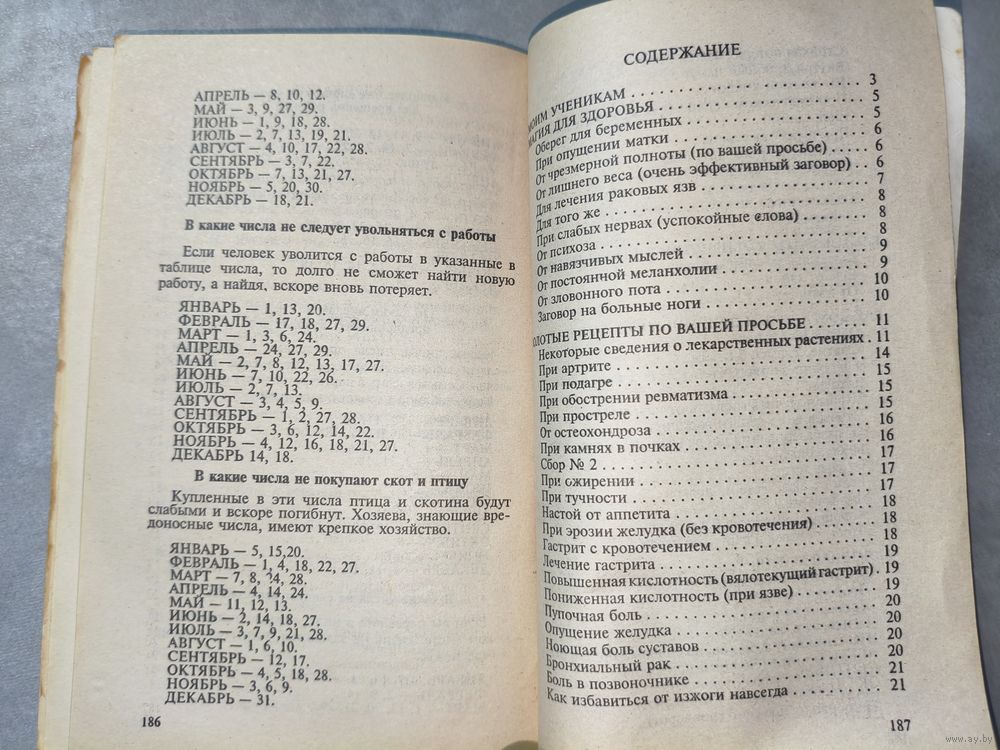 АПРЕЛЬ — 8, 10, 12.
МАЙ — 3, 9, 27, 29.
ИЮНЬ — 1, 9, 18, 28.
ИЮЛЬ — 2, 7, 13, 19, 21.
АВГУСТ — 4, 10, 17, 22, 28.
СЕНТЯБРЬ — 3, 7, 22.
ОКТЯБРЬ — 7, 13, 21, 27.
НОЯБРЬ — 5, 20, 30.
ДЕКАБРЬ — 18, 21.
В какие числа не следует увольняться с работы
Если человек уволится с работы в указанные в
таблице числа, то долго не сможет найти новую
работу, а найдя, вскоре вновь потеряет.
ЯНВАРЬ — 1, 13, 20.
ФЕВРАЛЬ — 17, 18, 27, 29.
МАРТ — 1, 3, 6, 24.
АПРЕЛЬ — 24, 27, 29.
МАЙ — 2, 7, 8, 12, 13, 17, 27.
ИЮНЬ — 7, 10, 22, 26.
ИЮЛЬ — 2, 7, 13.
АВГУСТ — 3, 4, 5, 9.
СЕНТЯБРЬ — 1, 2, 27, 28.
ОКТЯБРЬ — 3, 6, 12, 14, 22.
НОЯБРЬ — 4, 12, 16, 18, 21, 27.
ДЕКАБРЬ 14, 18.
В какие числа не покупают скот и птицу
Купленные в эти числа птица и скотина будут
слабыми и вскоре погибнут. Хозяева, знающие вре-
доносные числа, имеют крепкое хозяйство.
ЯНВАРЬ — 5, 15,20.
ФЕВРАЛЬ — 1, 4, 18, 22, 27.
МАРТ — 7, 8, 24, 28.
АПРЕЛЬ — 4, 14, 24.
МАЙ — 11, 12, 13.
ИЮНЬ — 2, 14, 18, 27.
ИЮЛЬ — 3, 7, 9, 21, 28.
АВГУСТ — 1, 6, 10.
СЕНТЯБРЬ — 12, 17.
ОКТЯБРЬ — 4, 5, 18, 28.
НОЯБРЬ — 3, 6, 9.
ДЕКАБРЬ — 31.
186
СОДЕРЖАНИЕ
МОИМ УЧЕНИКАМ . . . . . . . . . . . . . . . . . . 3
МАГИЯ ДЛЯ ЗДОРОВЬЯ . . . . . . . . . . . . . . . . 5
Оберег для беременных . . . . . . . . . . . . . . . 5
При опущении матки . . . . . . . . . . . . . . . . 6
От чрезмерной полноты (по вашей просьбе) . . . . . 6
От лишнего веса (очень эффективный заговор) . . . . 6
Для лечения раковых язв . . . . . . . . . . . . . . 7
Для того же . . . . . . . . . . . . . . . . . . . . 8
При слабых нервах (успокойные слова) . . . . . . . 8
От психоза . . . . . . . . . . . . . . . . . . . . 8
От навязчивых мыслей . . . . . . . . . . . . . . . 9
От постоянной меланхолии . . . . . . . . . . . . . 9
От зловонного пота . . . . . . . . . . . . . . . . 10
Заговор на больные ноги . . . . . . . . . . . . . . 10
ЗОЛОТЫЕ РЕЦЕПТЫ ПО ВАШЕЙ ПРОСЬБЕ . . . . . . . 11
Некоторые сведения о лекарственных растениях . . . 11
При артрите . . . . . . . . . . . . . . . . . . . . 14
При подагре . . . . . . . . . . . . . . . . . . . . 15
При обострении ревматизма . . . . . . . . . . . . . 15
При простреле . . . . . . . . . . . . . . . . . . . 15
От остеохондроза . . . . . . . . . . . . . . . . . 16
При камнях в почках . . . . . . . . . . . . . . . . 16
Сбор № 2 . . . . . . . . . . . . . . . . . . . . . 17
При ожирении . . . . . . . . . . . . . . . . . . . 17
При тучности . . . . . . . . . . . . . . . . . . . 17
Настой от аппетита . . . . . . . . . . . . . . . . 18
При эрозии желудка (без кровотечения) . . . . . . . 18
Гастрит с кровотечением . . . . . . . . . . . . . . 18
Лечение гастрита . . . . . . . . . . . . . . . . . 19
Повышенная кислотность (вялотекущий гастрит) . 19
Пониженная кислотность (при язве) . . . . . . . . . 19
Пупочная боль . . . . . . . . . . . . . . . . . . . 20
Опущение желудка . . . . . . . . . . . . . . . . . 20
Ноющая боль суставов . . . . . . . . . . . . . . . 20
Бронхиальный рак . . . . . . . . . . . . . . . . . 20
Боль в позвоночнике . . . . . . . . . . . . . . . . 21
Как избавиться от изжоги навсегда . . . . . . . . . 21
187
www.ay.by